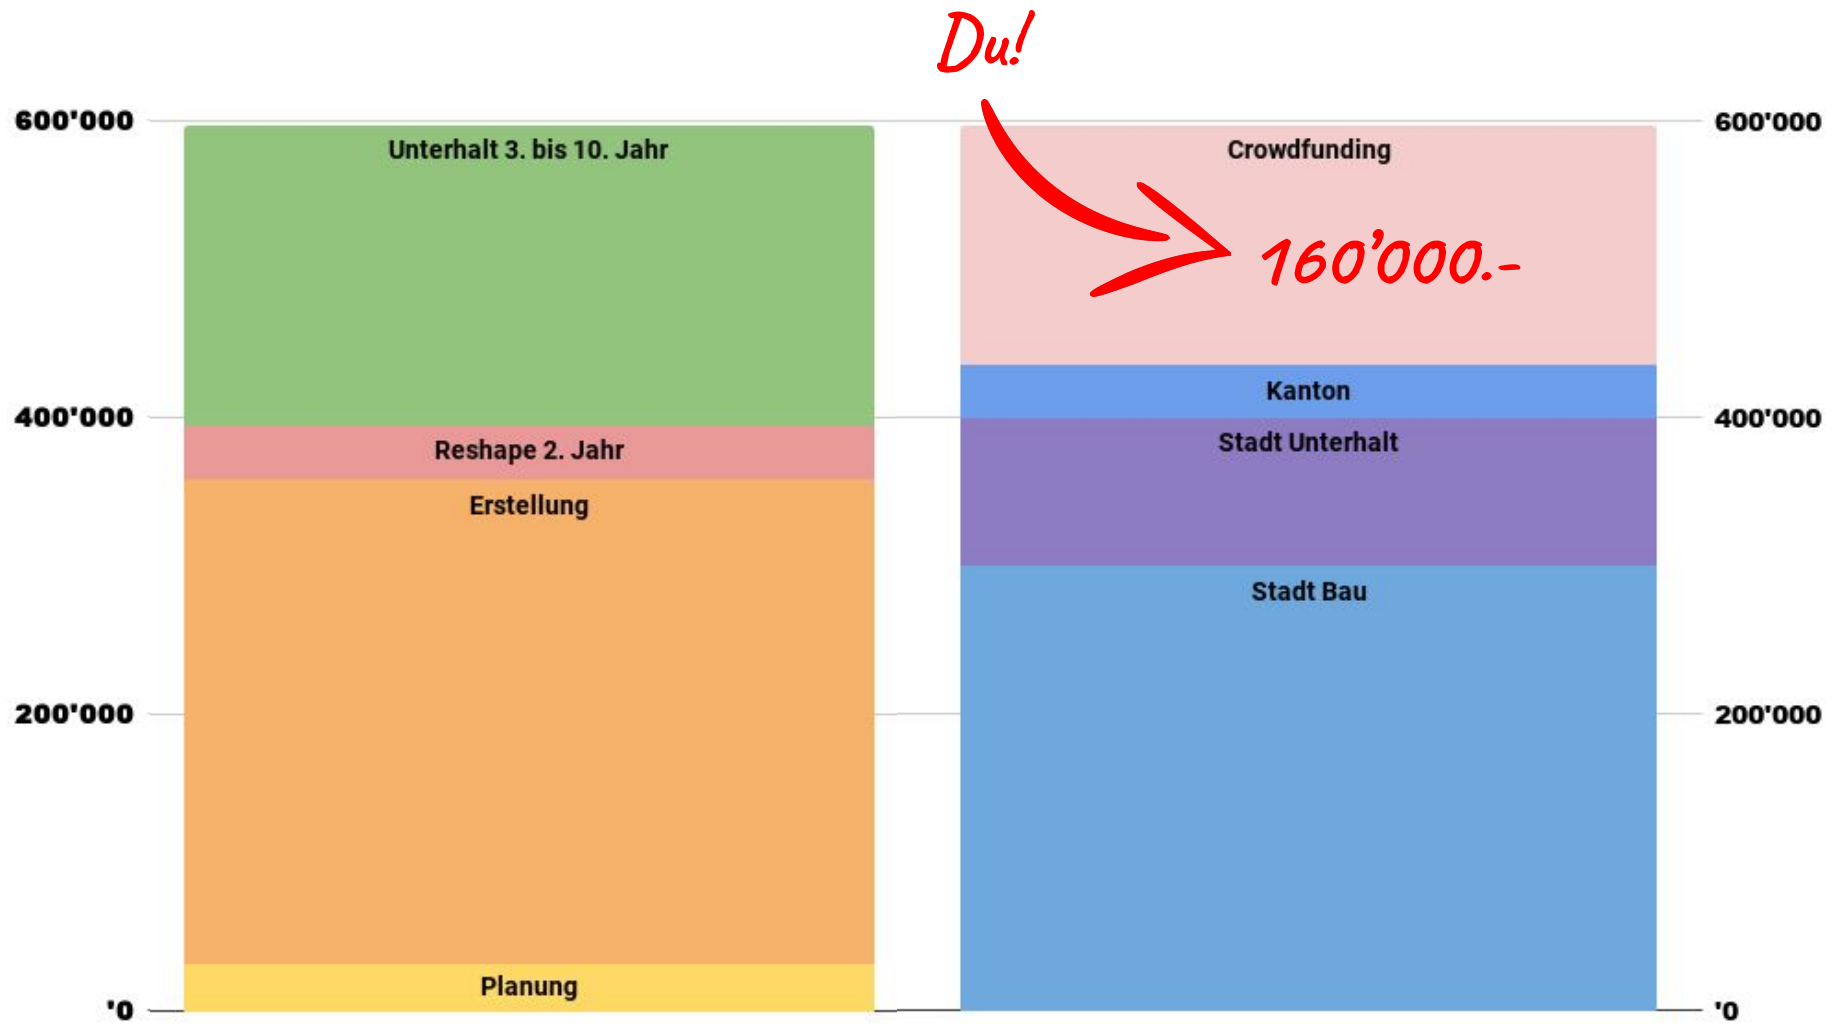 Du!
600'000
600'000
Unterhalt 3. bis 10. Jahr
Crowdfunding
160’000.-
Kanton
400'000
400'000
Stadt Unterhalt
Reshape 2. Jahr
Erstellung
Stadt Bau
200'000
200'000
Planung
'0
'0